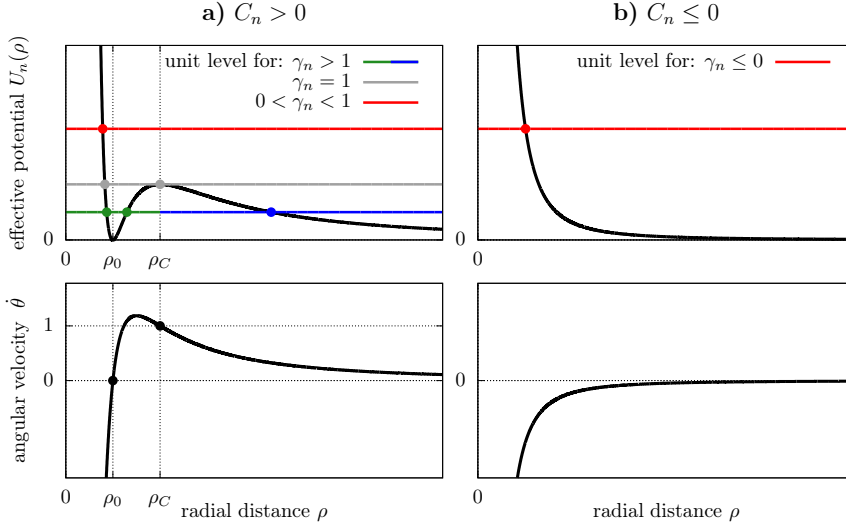 a) $C_n > 0$
b) $C_n \leq 0$
effective potential $U_n(\rho)$
unit level for: $\gamma_n > 1$
$\gamma_n = 1$
$0 < \gamma_n < 1$
0
0 $\rho_0$ $\rho_C$
unit level for: $\gamma_n \leq 0$
0
0
angular velocity $\dot{\theta}$
1
0
0 $\rho_0$ $\rho_C$
radial distance $\rho$
0
0
radial distance $\rho$